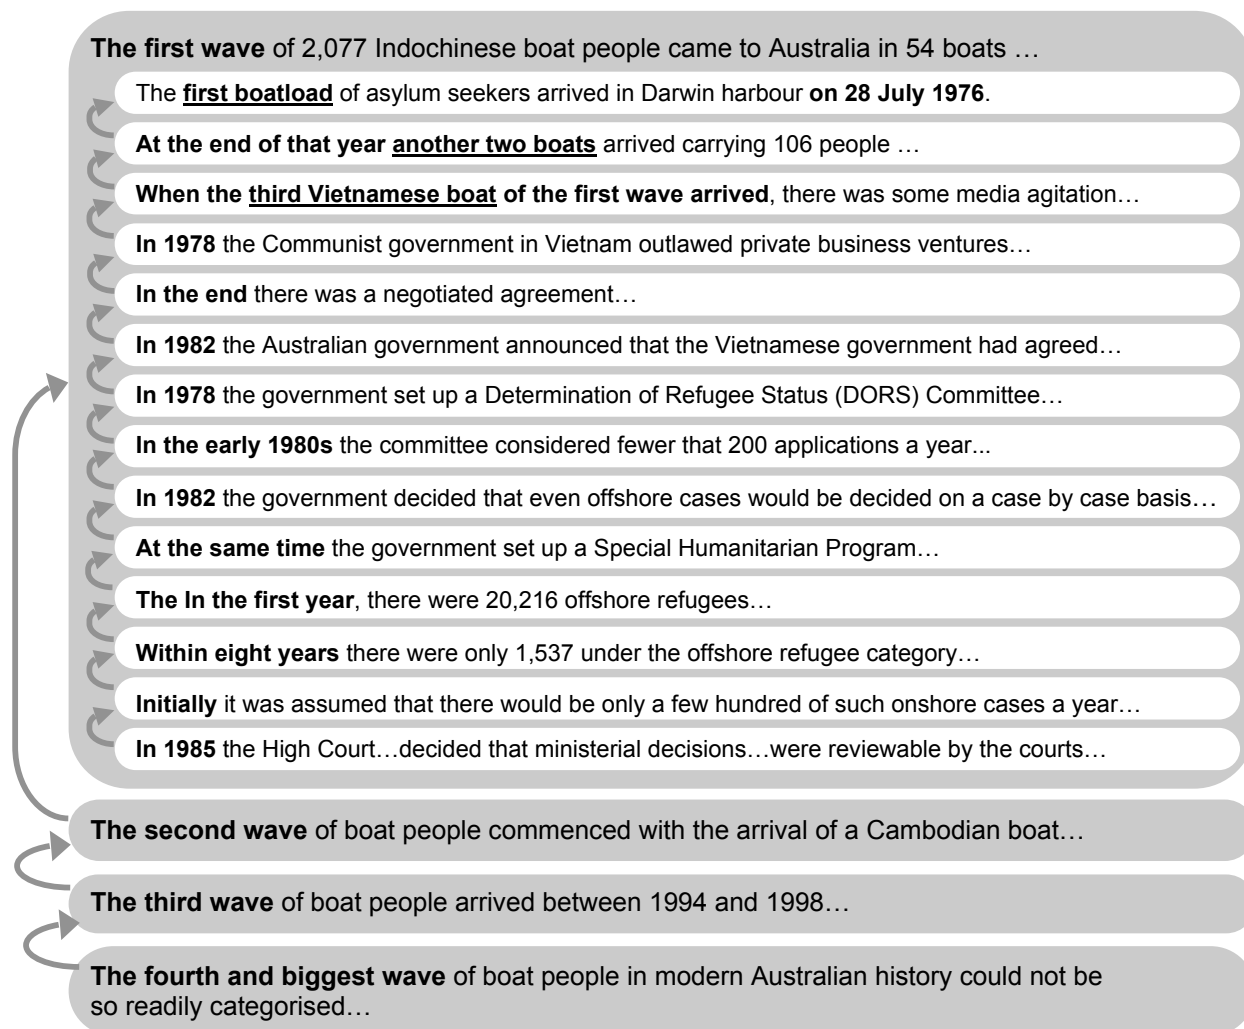 The first wave of 2,077 Indochinese boat people came to Australia in 54 boats …
The first boatload of asylum seekers arrived in Darwin harbour on 28 July 1976.
At the end of that year another two boats arrived carrying 106 people …
When the third Vietnamese boat of the first wave arrived, there was some media agitation…
In 1978 the Communist government in Vietnam outlawed private business ventures…
In the end there was a negotiated agreement…
In 1982 the Australian government announced that the Vietnamese government had agreed…
In 1978 the government set up a Determination of Refugee Status (DORS) Committee…
In the early 1980s the committee considered fewer that 200 applications a year...
In 1982 the government decided that even offshore cases would be decided on a case by case basis…
At the same time the government set up a Special Humanitarian Program…
The In the first year, there were 20,216 offshore refugees…
Within eight years there were only 1,537 under the offshore refugee category…
Initially it was assumed that there would be only a few hundred of such onshore cases a year…
In 1985 the High Court…decided that ministerial decisions…were reviewable by the courts…
The second wave of boat people commenced with the arrival of a Cambodian boat…
The third wave of boat people arrived between 1994 and 1998…
The fourth and biggest wave of boat people in modern Australian history could not be
so readily categorised…